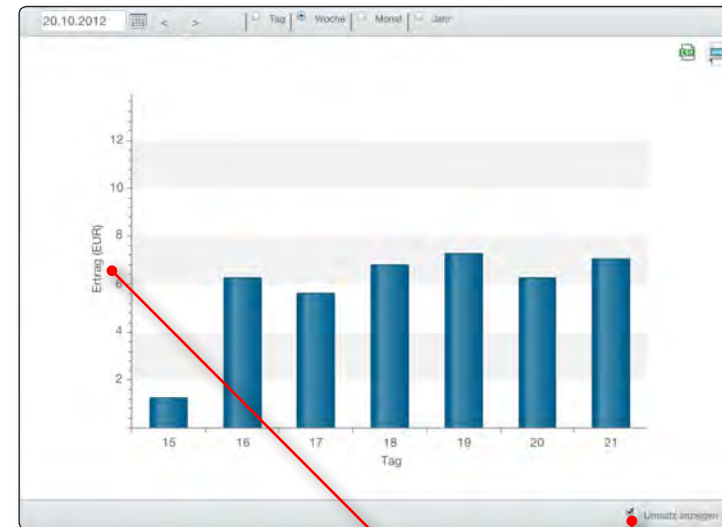 20.10.2012 < > Tag Woche Monat Jahr
CSV
Ertrag (EUR)
12
10
8
6
4
2
15 16 17 18 19 20 21
Tag
Umsatz anzeigen